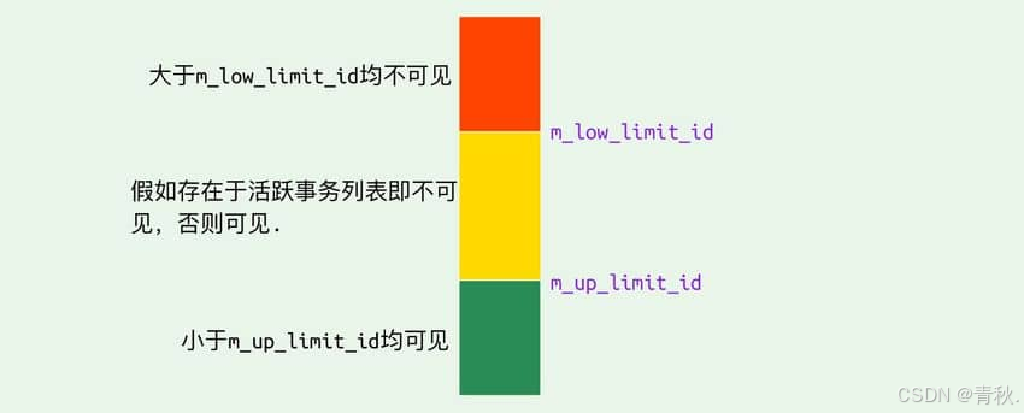 大于m_low_limit_id均不可见
m_low_limit_id
假如存在于活跃事务列表即不可
见，否则可见.
m_up_limit_id
小于m_up_limit_id均可见
CSDN @青秋.